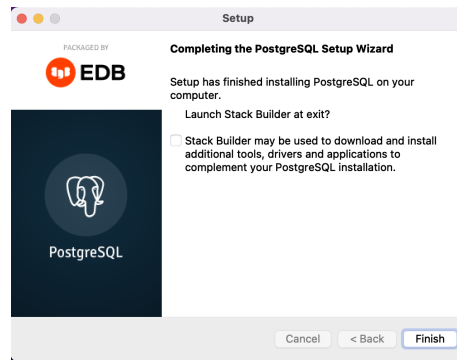 Setup
PACKAGED BY
EDB
Completing the PostgreSQL Setup Wizard
Setup has finished installing PostgreSQL on your
computer.
Launch Stack Builder at exit?
Stack Builder may be used to download and install
additional tools, drivers and applications to
complement your PostgreSQL installation.
PostgreSQL
Cancel
< Back
Finish